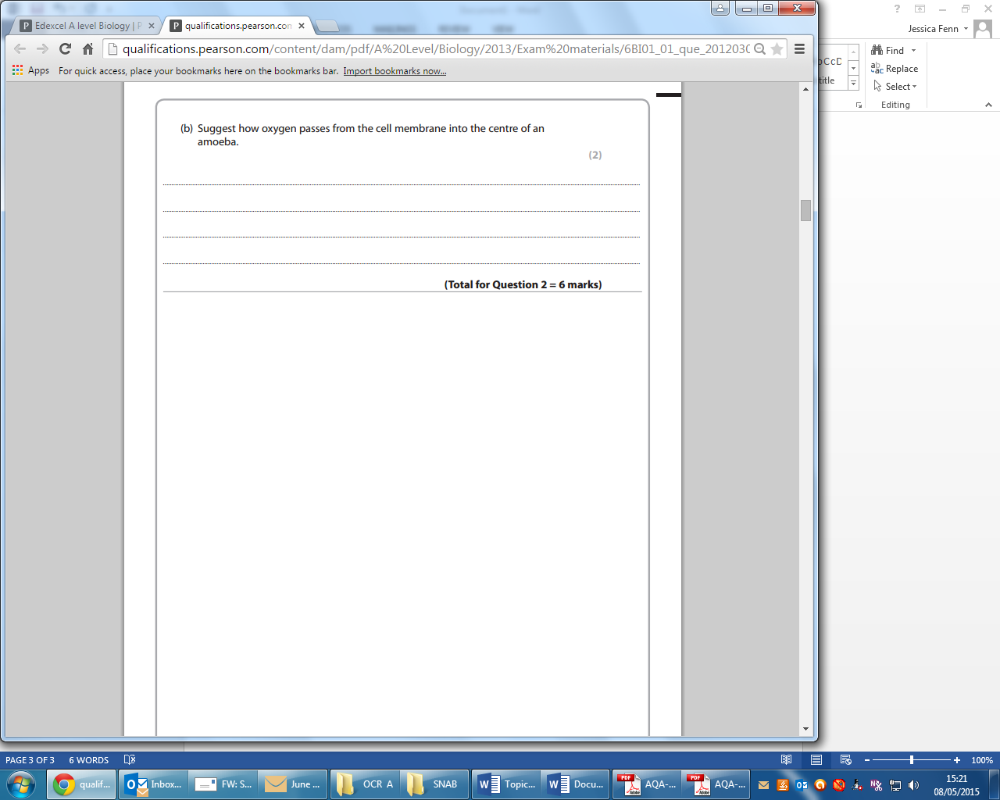 Edexcel A level Biology | P
qualifications.pearson.con
Jessica Fenn
qualifications.pearson.com/content/dam/pdf/A%20Level/Biology/2013/Exam%20materials/6BI01_01_que_2012030
Apps For quick access, place your bookmarks here on the bookmarks bar. Import bookmarks now...
Find
Replace
Select
Editing
title
(b) Suggest how oxygen passes from the cell membrane into the centre of an
amoeba.
(2)
(Total for Question 2 = 6 marks)
PAGE 3 OF 3 6 WORDS 100%
qualif... Inbox... FW: S... June ... OCR A SNAB Topic... Docu... AQA-... AQA-...
15:21
08/05/2015